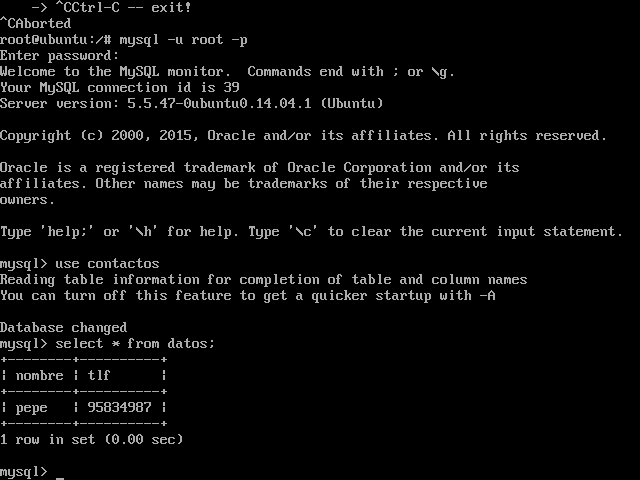 -> ^CCtrl-C -- exit!
^CAborted
root@ubuntu:/# mysql -u root -p
Enter password:
Welcome to the MySQL monitor.  Commands end with ; or \g.
Your MySQL connection id is 39
Server version: 5.5.47-0ubuntu0.14.04.1 (Ubuntu)

Copyright (c) 2000, 2015, Oracle and/or its affiliates. All rights reserved.

Oracle is a registered trademark of Oracle Corporation and/or its
affiliates. Other names may be trademarks of their respective
owners.

Type 'help;' or '\h' for help. Type '\c' to clear the current input statement.

mysql> use contactos
Reading table information for completion of table and column names
You can turn off this feature to get a quicker startup with -A

Database changed
mysql> select * from datos;
+--------+----------+
| nombre | tlf      |
+--------+----------+
| pepe   | 95834987 |
+--------+----------+
1 row in set (0.00 sec)

mysql> _